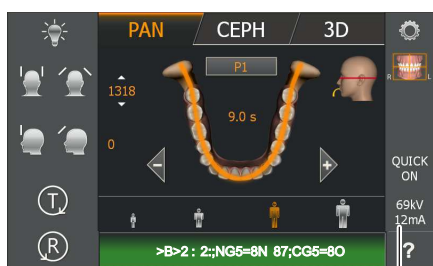 PAN
CEPH
3D
P1
1318
9.0 s
0
R
L
QUICK
ON
69kV
12mA
T
R
>B>2 : 2:;NG5=8N 87;CG5=8O
?